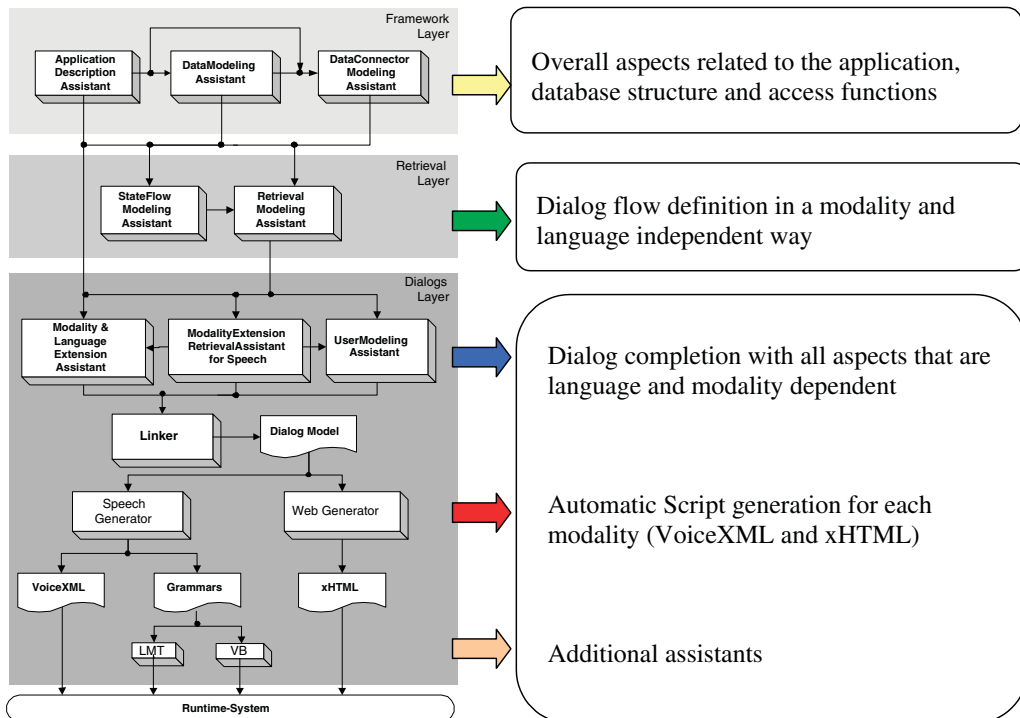 Framework
Layer
Application
Description
Assistant
DataModeling
Assistant
DataConnector
Modeling
Assistant
Overall aspects related to the application,
database structure and access functions
Retrieval
Layer
StateFlow
Modeling
Assistant
Retrieval
Modeling
Assistant
Dialog flow definition in a modality and
language independent way
Dialogs
Layer
Modality &
Language
Extension
Assistant
ModalityExtension
RetrievalAssistant
for Speech
UserModeling
Assistant
Dialog completion with all aspects that are
language and modality dependent
Linker
Dialog Model
Speech
Generator
Web Generator
Automatic Script generation for each
modality (VoiceXML and xHTML)
VoiceXML
Grammars
xHTML
LMT
VB
Additional assistants
Runtime-System